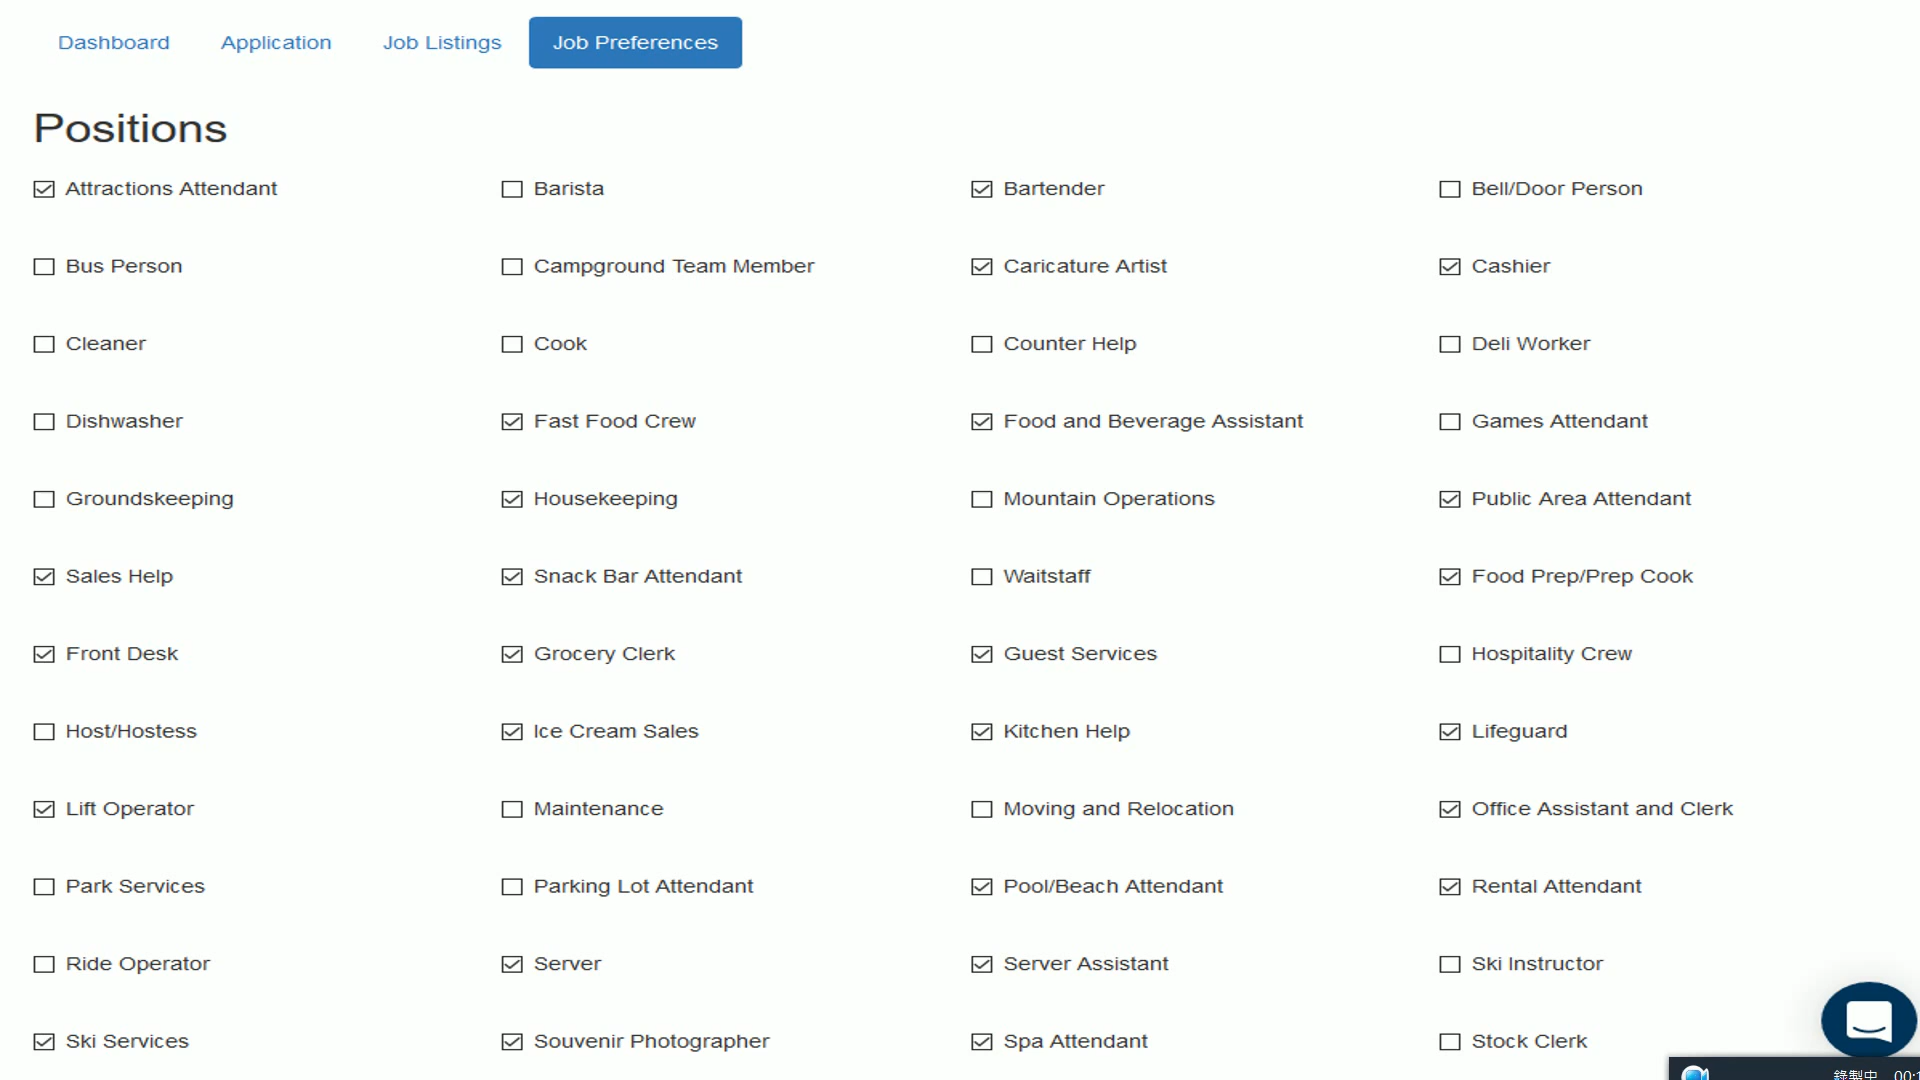 Dashboard Application Job Listings Job Preferences
Positions
Attractions Attendant Barista Bartender Bell/Door Person
Bus Person Campground Team Member Caricature Artist Cashier
Cleaner Cook Counter Help Deli Worker
Dishwasher Fast Food Crew Food and Beverage Assistant Games Attendant
Groundskeeping Housekeeping Mountain Operations Public Area Attendant
Sales Help Snack Bar Attendant Waitstaff Food Prep/Prep Cook
Front Desk Grocery Clerk Guest Services Hospitality Crew
Host/Hostess Ice Cream Sales Kitchen Help Lifeguard
Lift Operator Maintenance Moving and Relocation Office Assistant and Clerk
Park Services Parking Lot Attendant Pool/Beach Attendant Rental Attendant
Ride Operator Server Server Assistant Ski Instructor
Ski Services Souvenir Photographer Spa Attendant Stock Clerk
錄製中